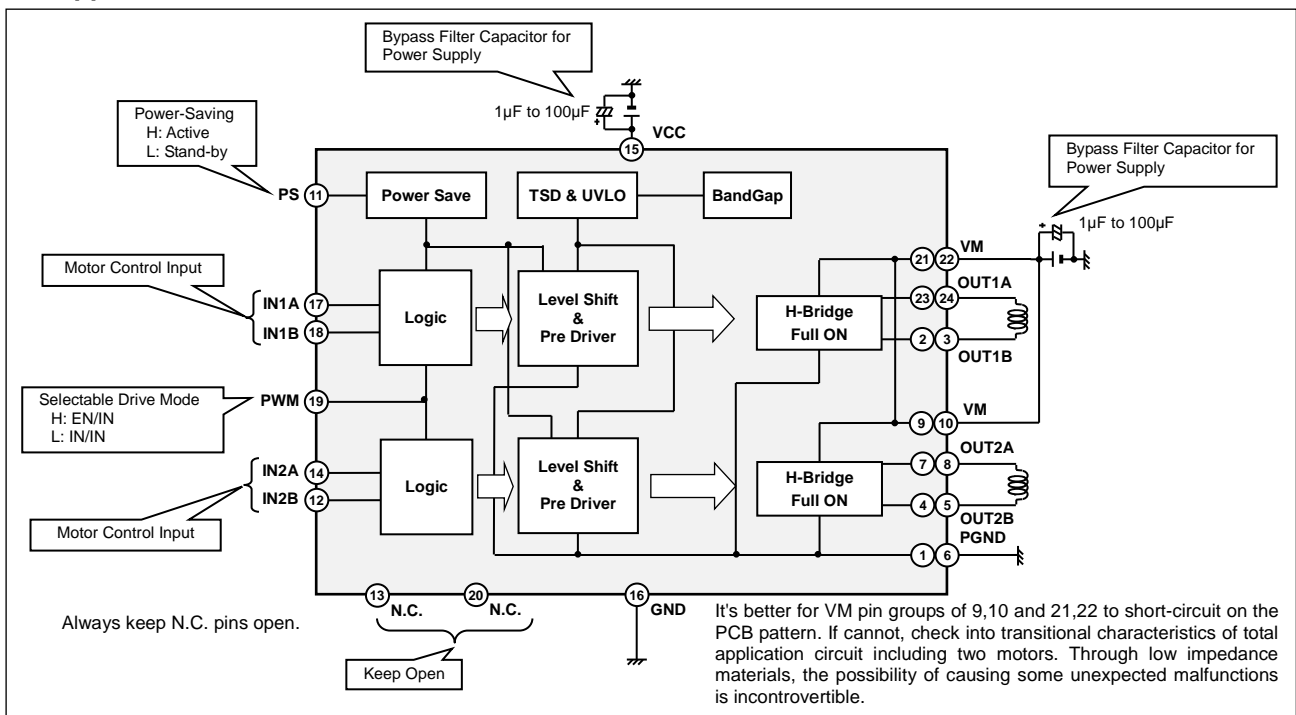 Bypass Filter Capacitor for
Power Supply
1µF to 100µF
+
VCC
15
Power-Saving
H: Active
L: Stand-by
Bypass Filter Capacitor for
Power Supply
1µF to 100µF
+
PS 11
Power Save
TSD & UVLO
BandGap
21 22 VM
Motor Control Input
IN1A 17
IN1B 18
Logic
Level Shift
&
Pre Driver
H-Bridge
Full ON
23 24 OUT1A
2 3
OUT1B
Selectable Drive Mode
H: EN/IN
L: IN/IN
PWM 19
9 10 VM
IN2A 14
IN2B 12
Motor Control Input
Logic
Level Shift
&
Pre Driver
H-Bridge
Full ON
7 8 OUT2A
4 5
OUT2B
PGND
1 6
13 N.C.
20 N.C.
16 GND
Always keep N.C. pins open.
Keep Open
It's better for VM pin groups of 9,10 and 21,22 to short-circuit on the
PCB pattern. If cannot, check into transitional characteristics of total
application circuit including two motors. Through low impedance
materials, the possibility of causing some unexpected malfunctions
is incontrovertible.